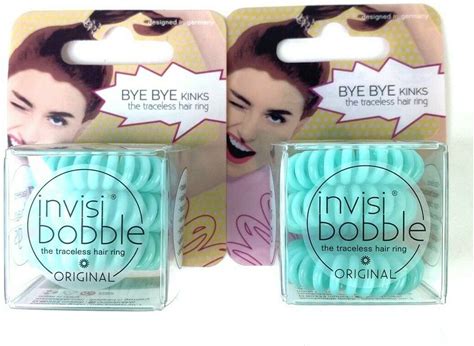 designed in germany
BYE BYE KINKS
the traceless hair ring
invisi®
bobble
the traceless hair ring
ORIGINAL
designed in germany
BYE BYE KINKS
the traceless hair ring
invisi®
bobble
the traceless hair ring
ORIGINAL